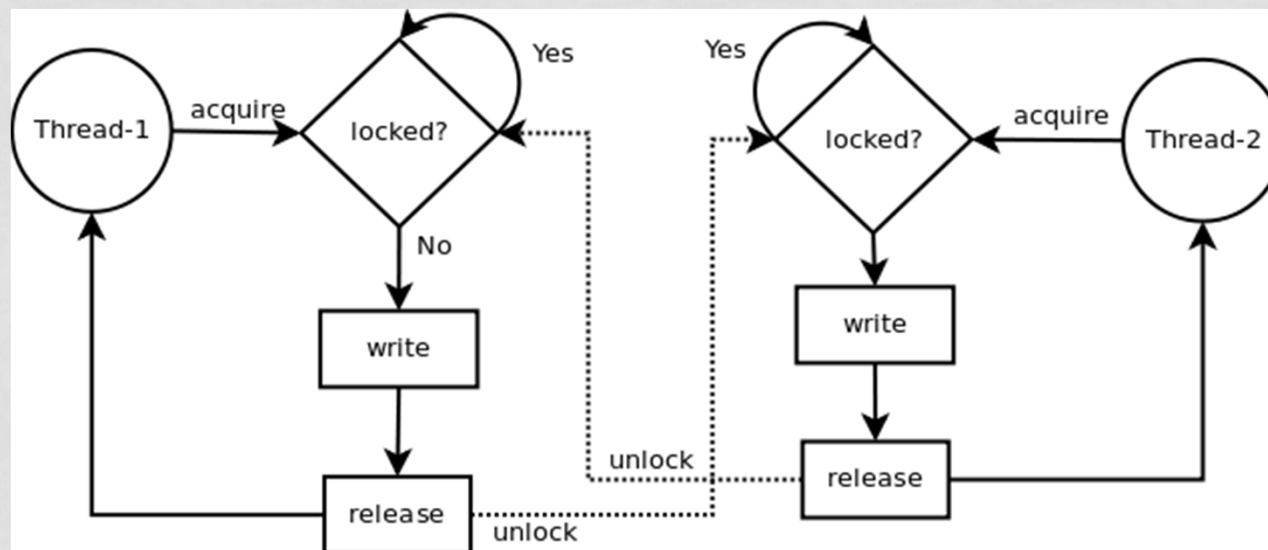 Yes
Yes
Thread-1
acquire
locked?
locked?
acquire
Thread-2
No
write
write
unlock
release
release
unlock